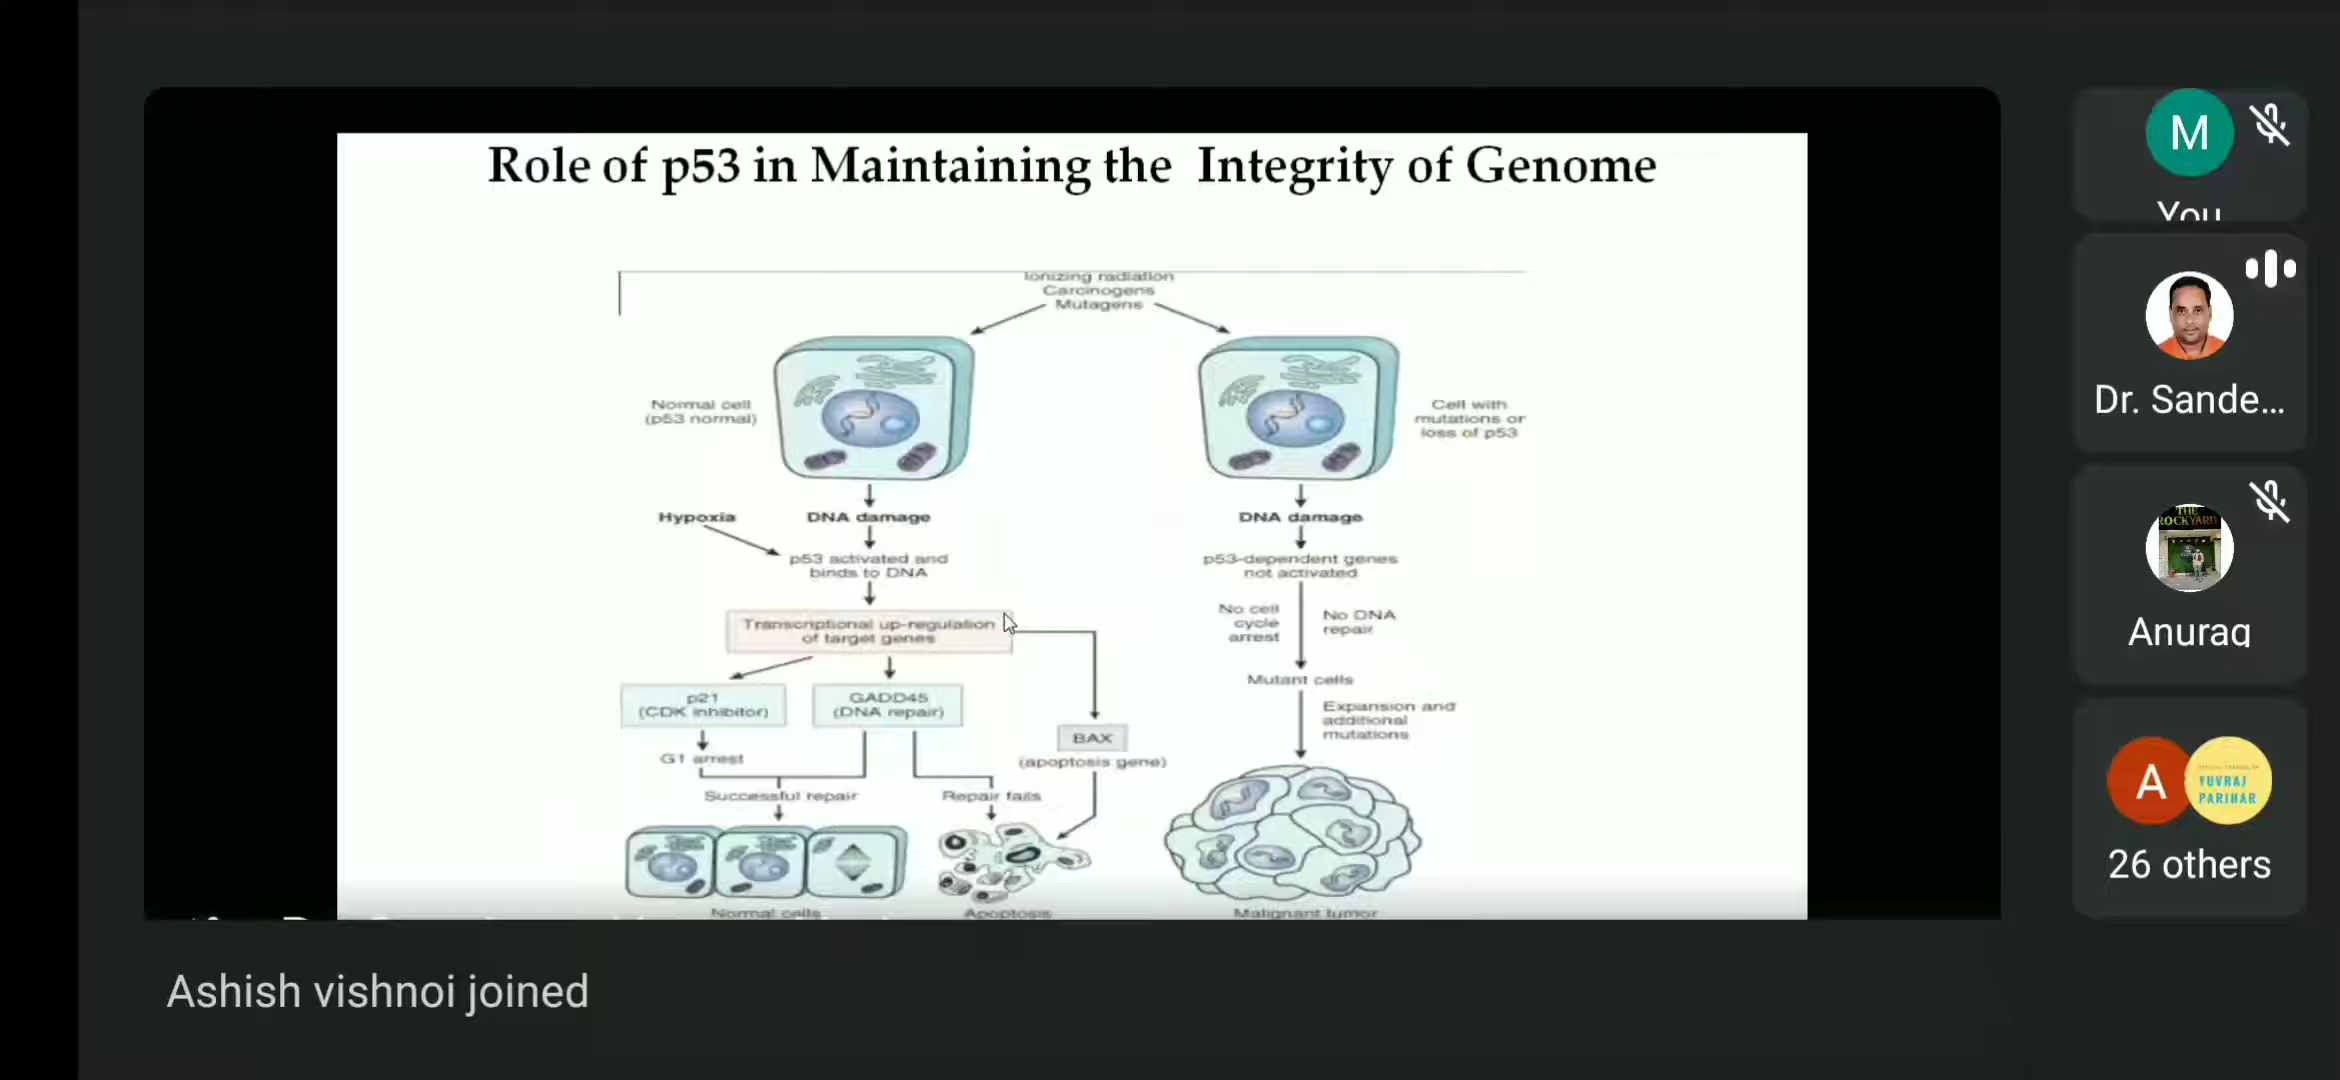 Role of p53 in Maintaining the Integrity of Genome
Ionizing radiation
Carcinogens
Mutagens
Normal cell
(p53 normal)
Cell with
mutations or
loss of p53
Hypoxia
DNA damage
DNA damage
p53 activated and
binds to DNA
p53-dependent genes
not activated
Transcriptional up-regulation
of target genes
No cell
cycle
arrest
No DNA
repair
Mutant cells
p21
(CDK inhibitor)
GADD45
(DNA repair)
BAX
(apoptosis gene)
Expansion and
additional
mutations
G1 arrest
Successful repair
Repair fails
Normal cells
Apoptosis
Malignant tumor
M
You
Dr. Sande...
THE
ROCKYARD
Anurag
A
YUVRAJ
PARIHAR
26 others
Ashish vishnoi joined